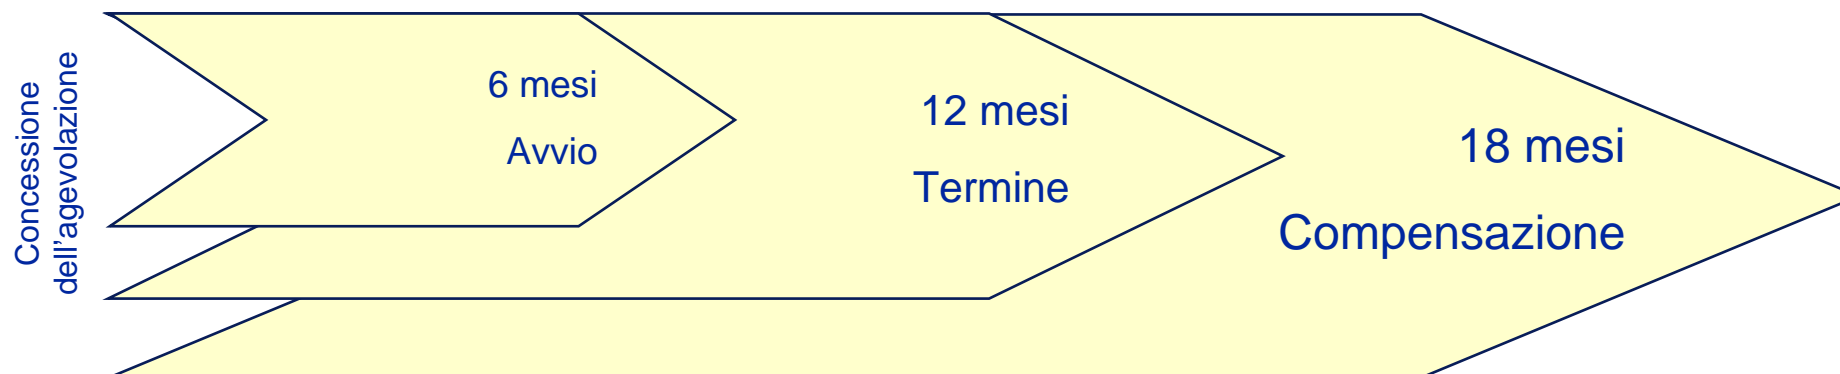 Concessione
dell'agevolazione
6 mesi
Avvio
12 mesi
Termine
18 mesi
Compensazione